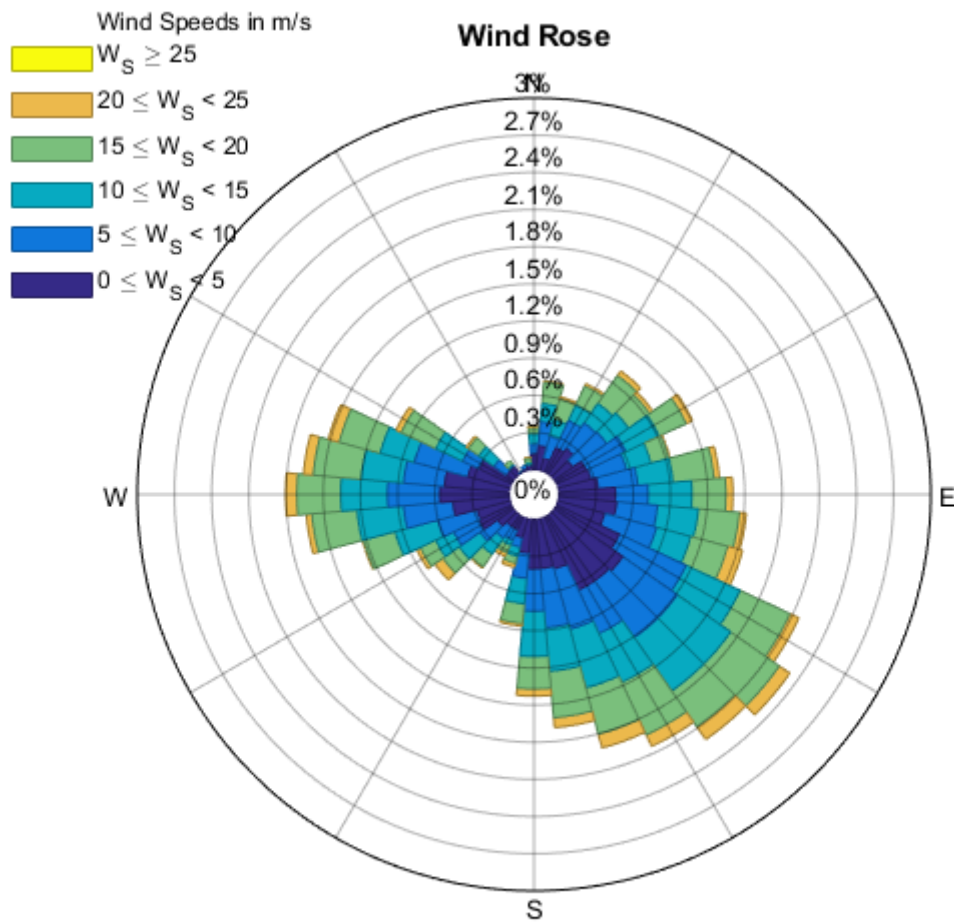 Wind Speeds in m/s
W_S ≥ 25
20 ≤ W_S < 25
15 ≤ W_S < 20
10 ≤ W_S < 15
5 ≤ W_S < 10
0 ≤ W_S < 5
Wind Rose
N
3%
2.7%
2.4%
2.1%
1.8%
1.5%
1.2%
0.9%
0.6%
0.3%
0%
W
E
S